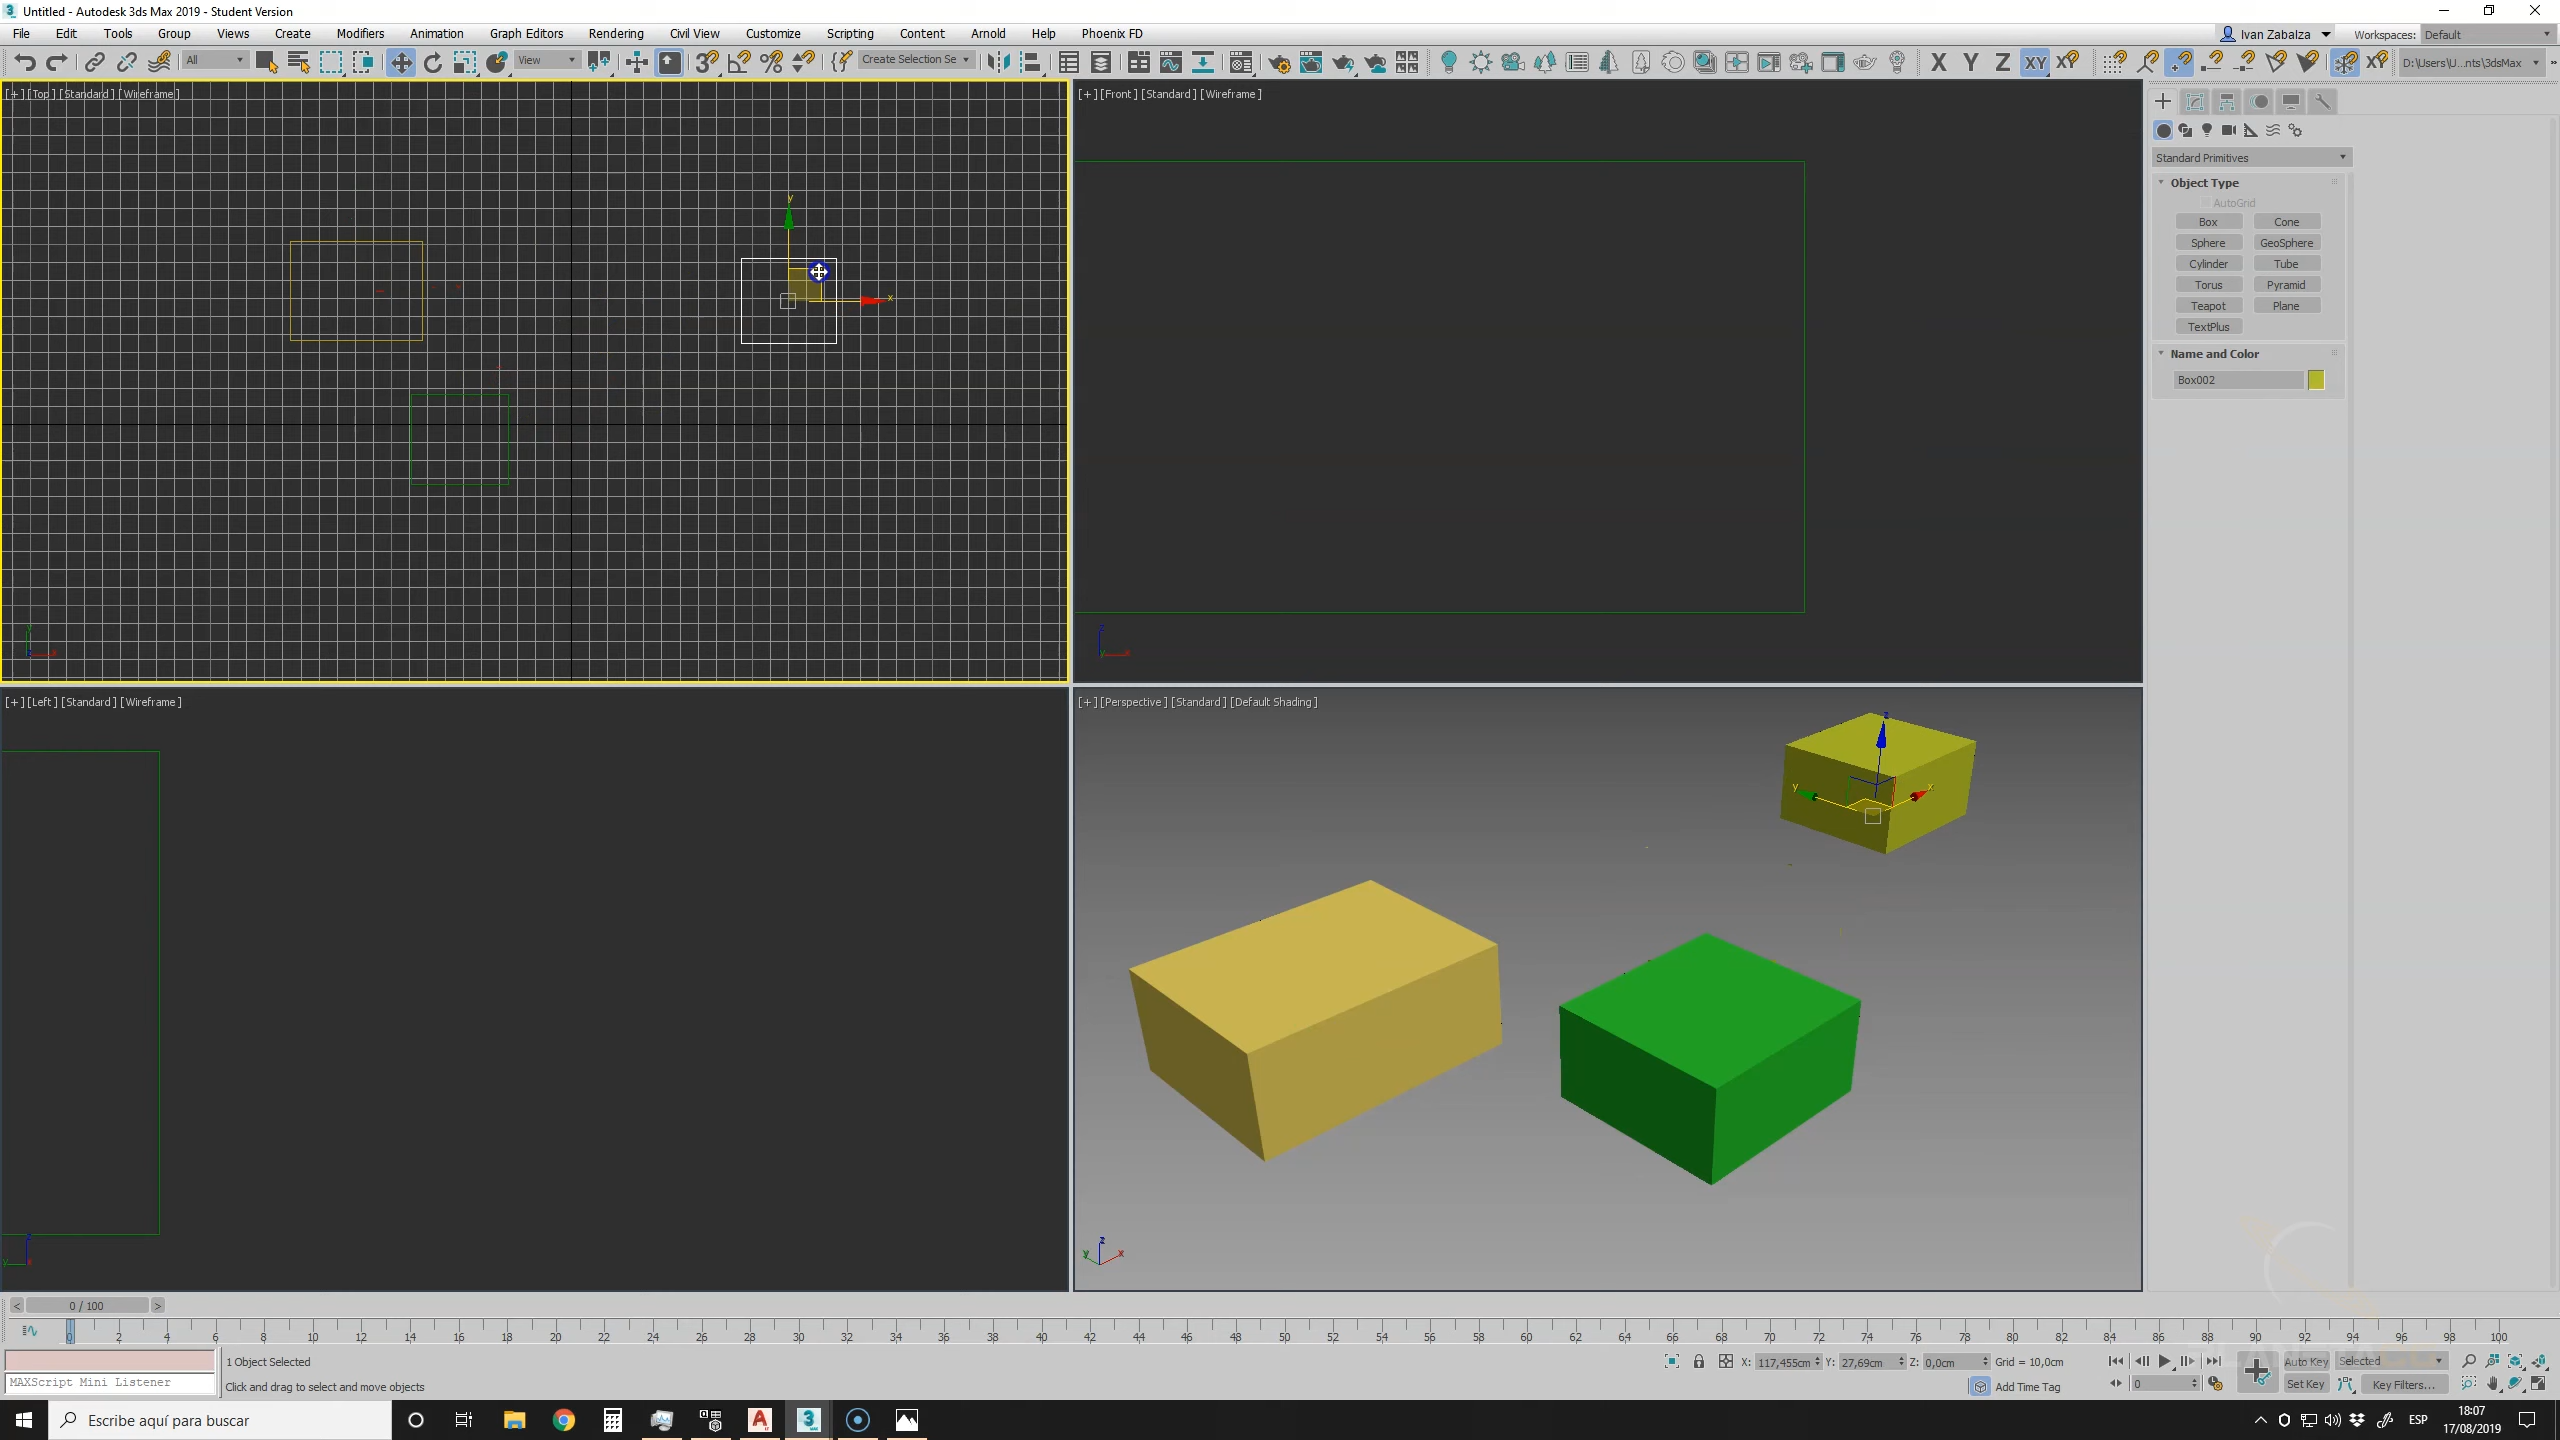 Untitled - Autodesk 3ds Max 2019 - Student Version
File Edit Tools Group Views Create Modifiers Animation Graph Editors Rendering Civil View Customize Scripting Content Arnold Help Phoenix FD
Ivan Zabalza Workspaces: Default
All View Create Selection Se X Y Z XY XY D:\Users\U...nts\3dsMax
[+] [Top] [Standard] [Wireframe]
[+] [Front] [Standard] [Wireframe]
Standard Primitives
Object Type
AutoGrid
Box Cone
Sphere GeoSphere
Cylinder Tube
Torus Pyramid
Teapot Plane
TextPlus
Name and Color
Box002
y
x
[+] [Left] [Standard] [Wireframe]
[+] [Perspective] [Standard] [Default Shading]
z
y x
z
y x
< 0 / 100 >
0 2 4 6 8 10 12 14 16 18 20 22 24 26 28 30 32 34 36 38 40 42 44 46 48 50 52 54 56 58 60 62 64 66 68 70 72 74 76 78 80 82 84 86 88 90 92 94 96 98 100
1 Object Selected
X: 117,455cm Y: 27,69cm Z: 0,0cm Grid = 10,0cm
Auto Key Selected
MAXScript Mini Listener
Click and drag to select and move objects
Add Time Tag
0
Set Key Key Filters...
Escribe aquí para buscar
ESP
18:07
17/08/2019